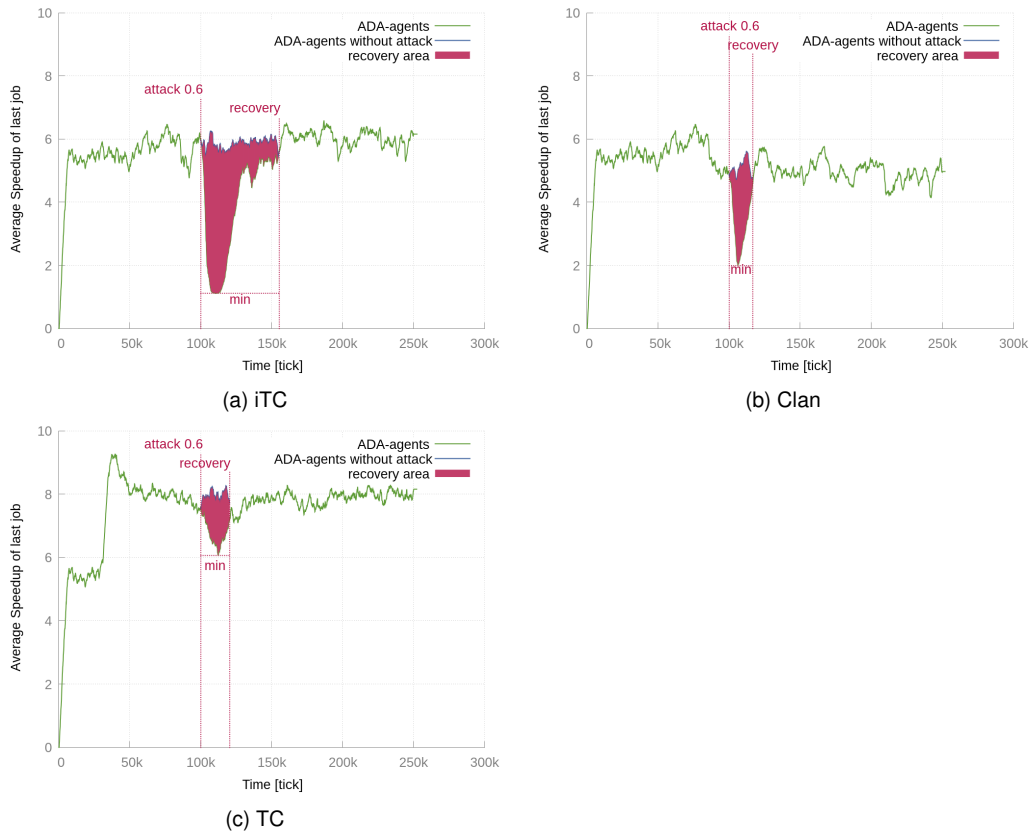 10
8
6
4
2
0
Average Speedup of last job
ADA-agents
ADA-agents without attack
recovery area
attack 0.6
recovery
min
0 50k 100k 150k 200k 250k 300k
Time [tick]
(a) iTC
10
8
6
4
2
0
Average Speedup of last job
attack 0.6
recovery
ADA-agents
ADA-agents without attack
recovery area
min
0 50k 100k 150k 200k 250k 300k
Time [tick]
(b) Clan
10
8
6
4
2
0
Average Speedup of last job
attack 0.6
recovery
ADA-agents
ADA-agents without attack
recovery area
min
0 50k 100k 150k 200k 250k 300k
Time [tick]
(c) TC